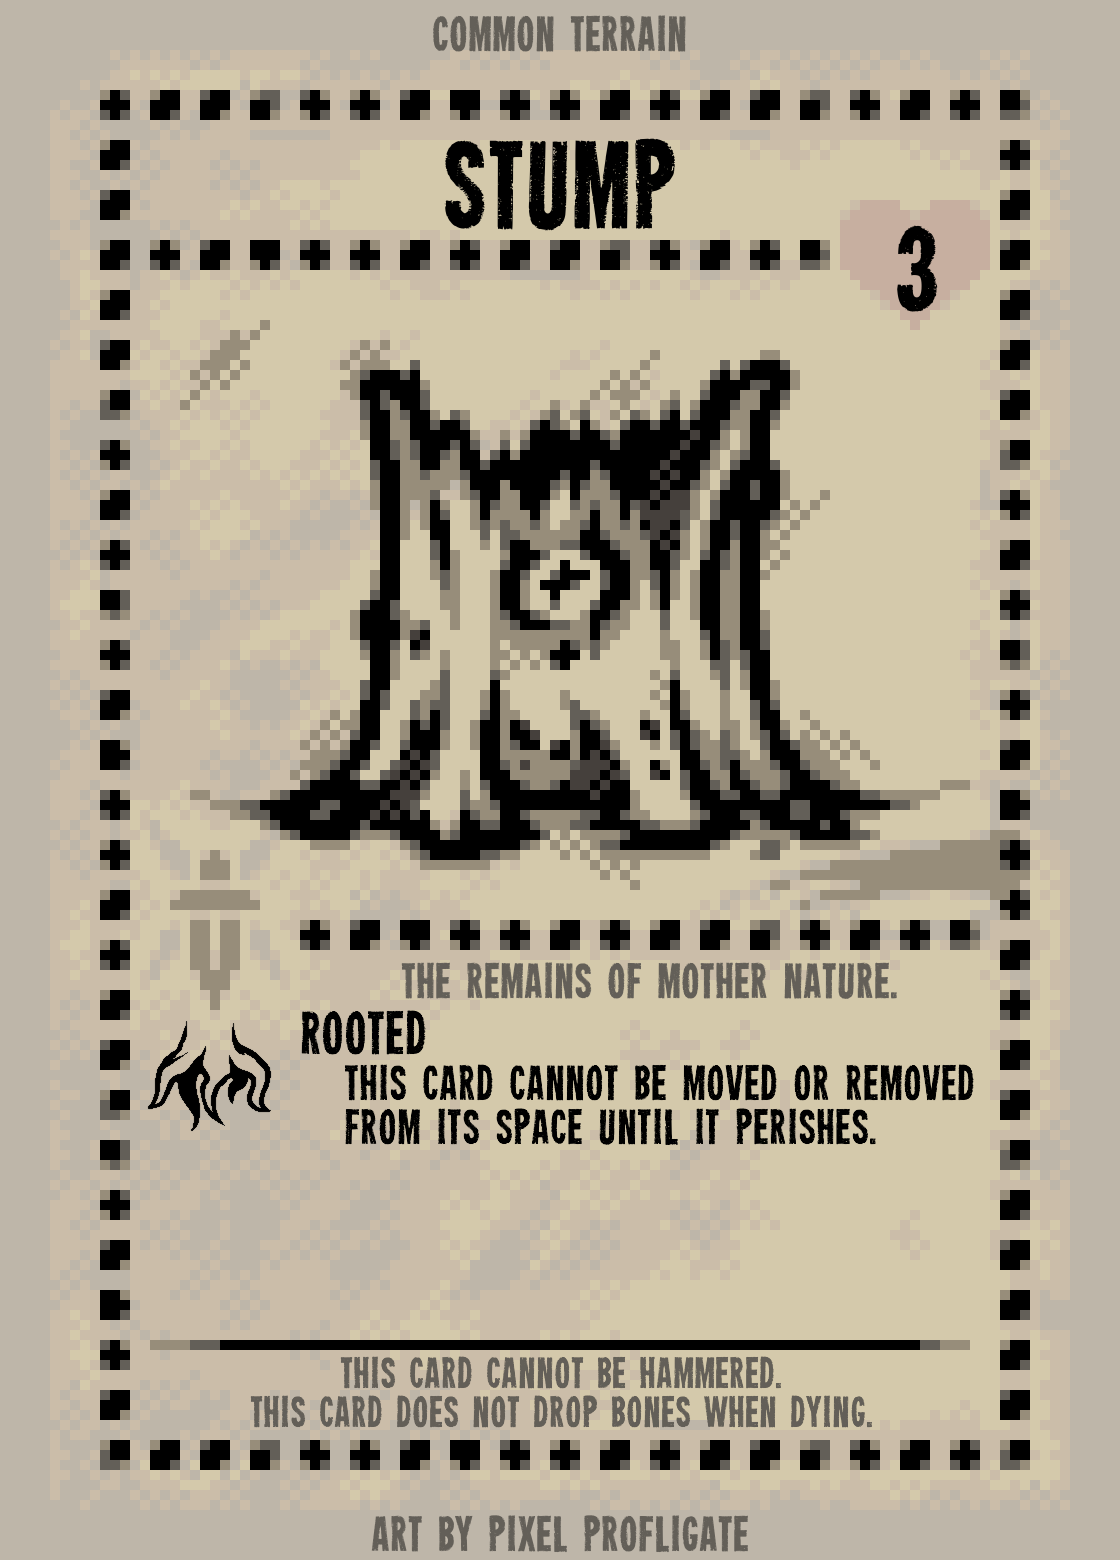 COMMON TERRAIN
STUMP
3
THE REMAINS OF MOTHER NATURE.
ROOTED
THIS CARD CANNOT BE MOVED OR REMOVED
FROM ITS SPACE UNTIL IT PERISHES.
THIS CARD CANNOT BE HAMMERED.
THIS CARD DOES NOT DROP BONES WHEN DYING.
ART BY PIXEL PROFLIGATE